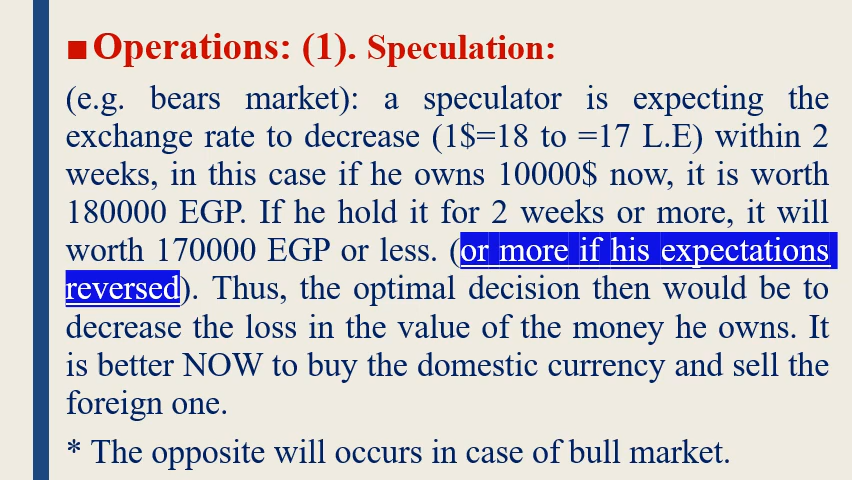 ■Operations: (1). Speculation:
(e.g. bears market): a speculator is expecting the
exchange rate to decrease (1$=18 to =17 L.E) within 2
weeks, in this case if he owns 10000$ now, it is worth
180000 EGP. If he hold it for 2 weeks or more, it will
worth 170000 EGP or less. (or more if his expectations
reversed). Thus, the optimal decision then would be to
decrease the loss in the value of the money he owns. It
is better NOW to buy the domestic currency and sell the
foreign one.
* The opposite will occurs in case of bull market.